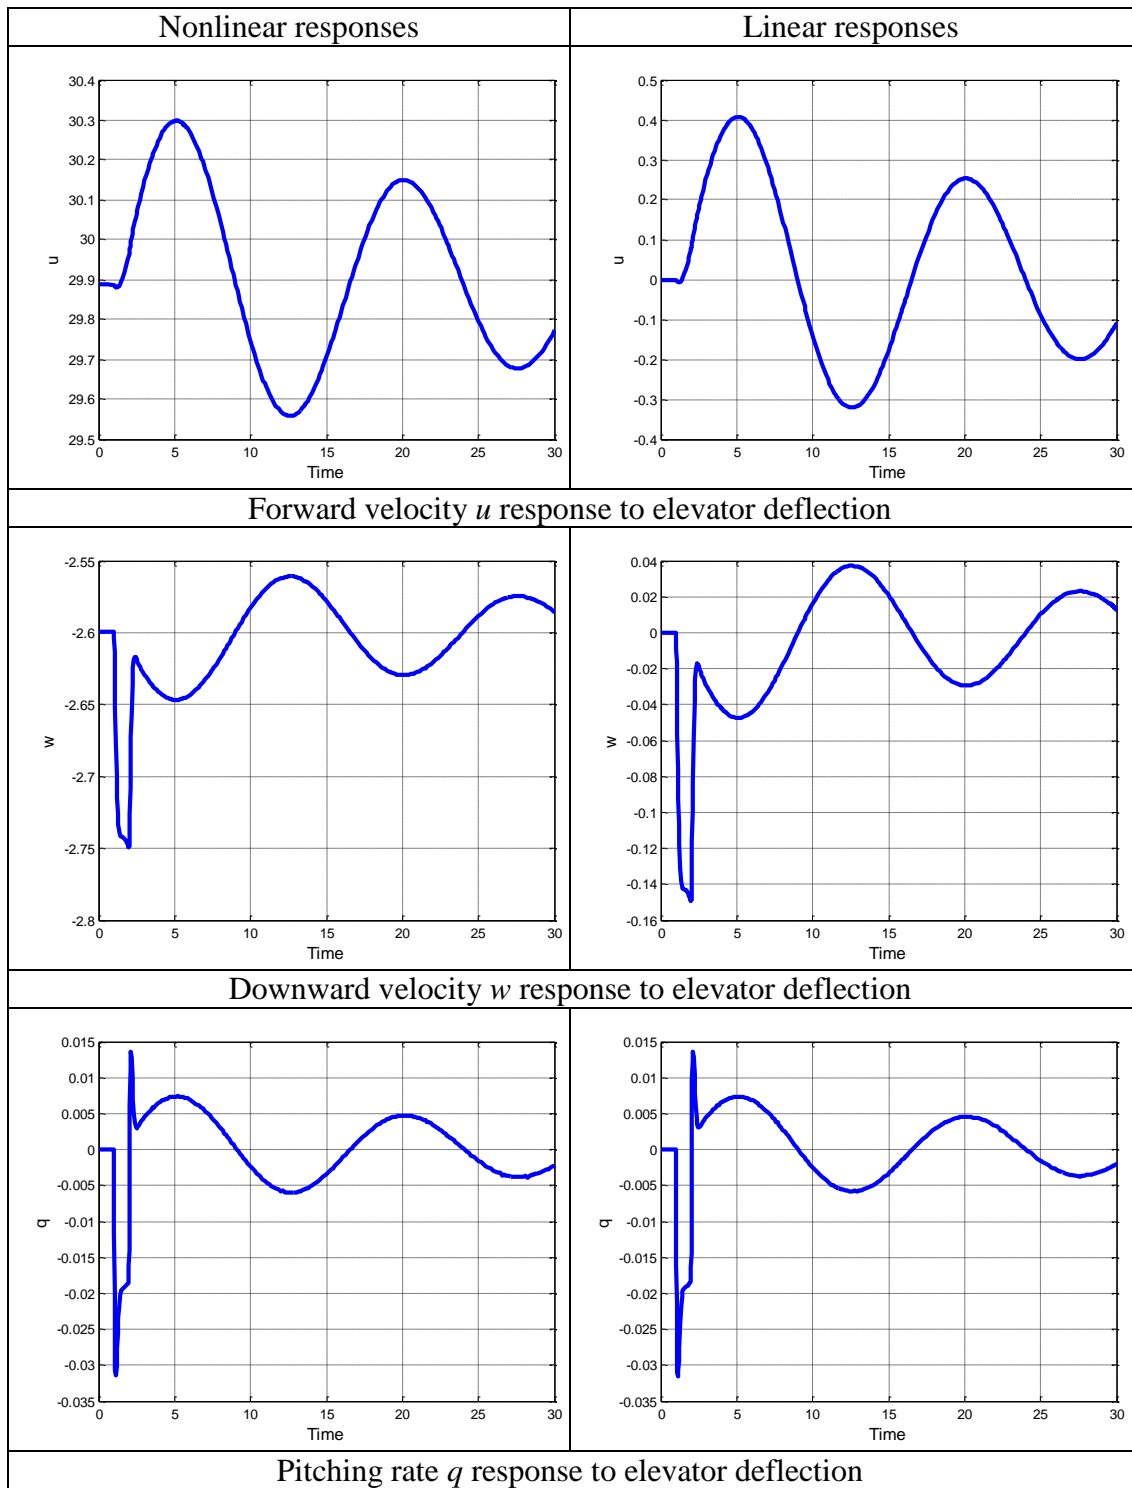 Nonlinear responses
Linear responses
30.4
30.3
30.2
30.1
30
29.9
29.8
29.7
29.6
29.5
u
0 5 10 15 20 25 30
Time
0.5
0.4
0.3
0.2
0.1
0
-0.1
-0.2
-0.3
-0.4
u
0 5 10 15 20 25 30
Time
Forward velocity u response to elevator deflection
-2.55
-2.6
-2.65
-2.7
-2.75
-2.8
w
0 5 10 15 20 25 30
Time
0.04
0.02
0
-0.02
-0.04
-0.06
-0.08
-0.1
-0.12
-0.14
-0.16
w
0 5 10 15 20 25 30
Time
Downward velocity w response to elevator deflection
0.015
0.01
0.005
0
-0.005
-0.01
-0.015
-0.02
-0.025
-0.03
-0.035
q
0 5 10 15 20 25 30
Time
0.015
0.01
0.005
0
-0.005
-0.01
-0.015
-0.02
-0.025
-0.03
-0.035
q
0 5 10 15 20 25 30
Time
Pitching rate q response to elevator deflection